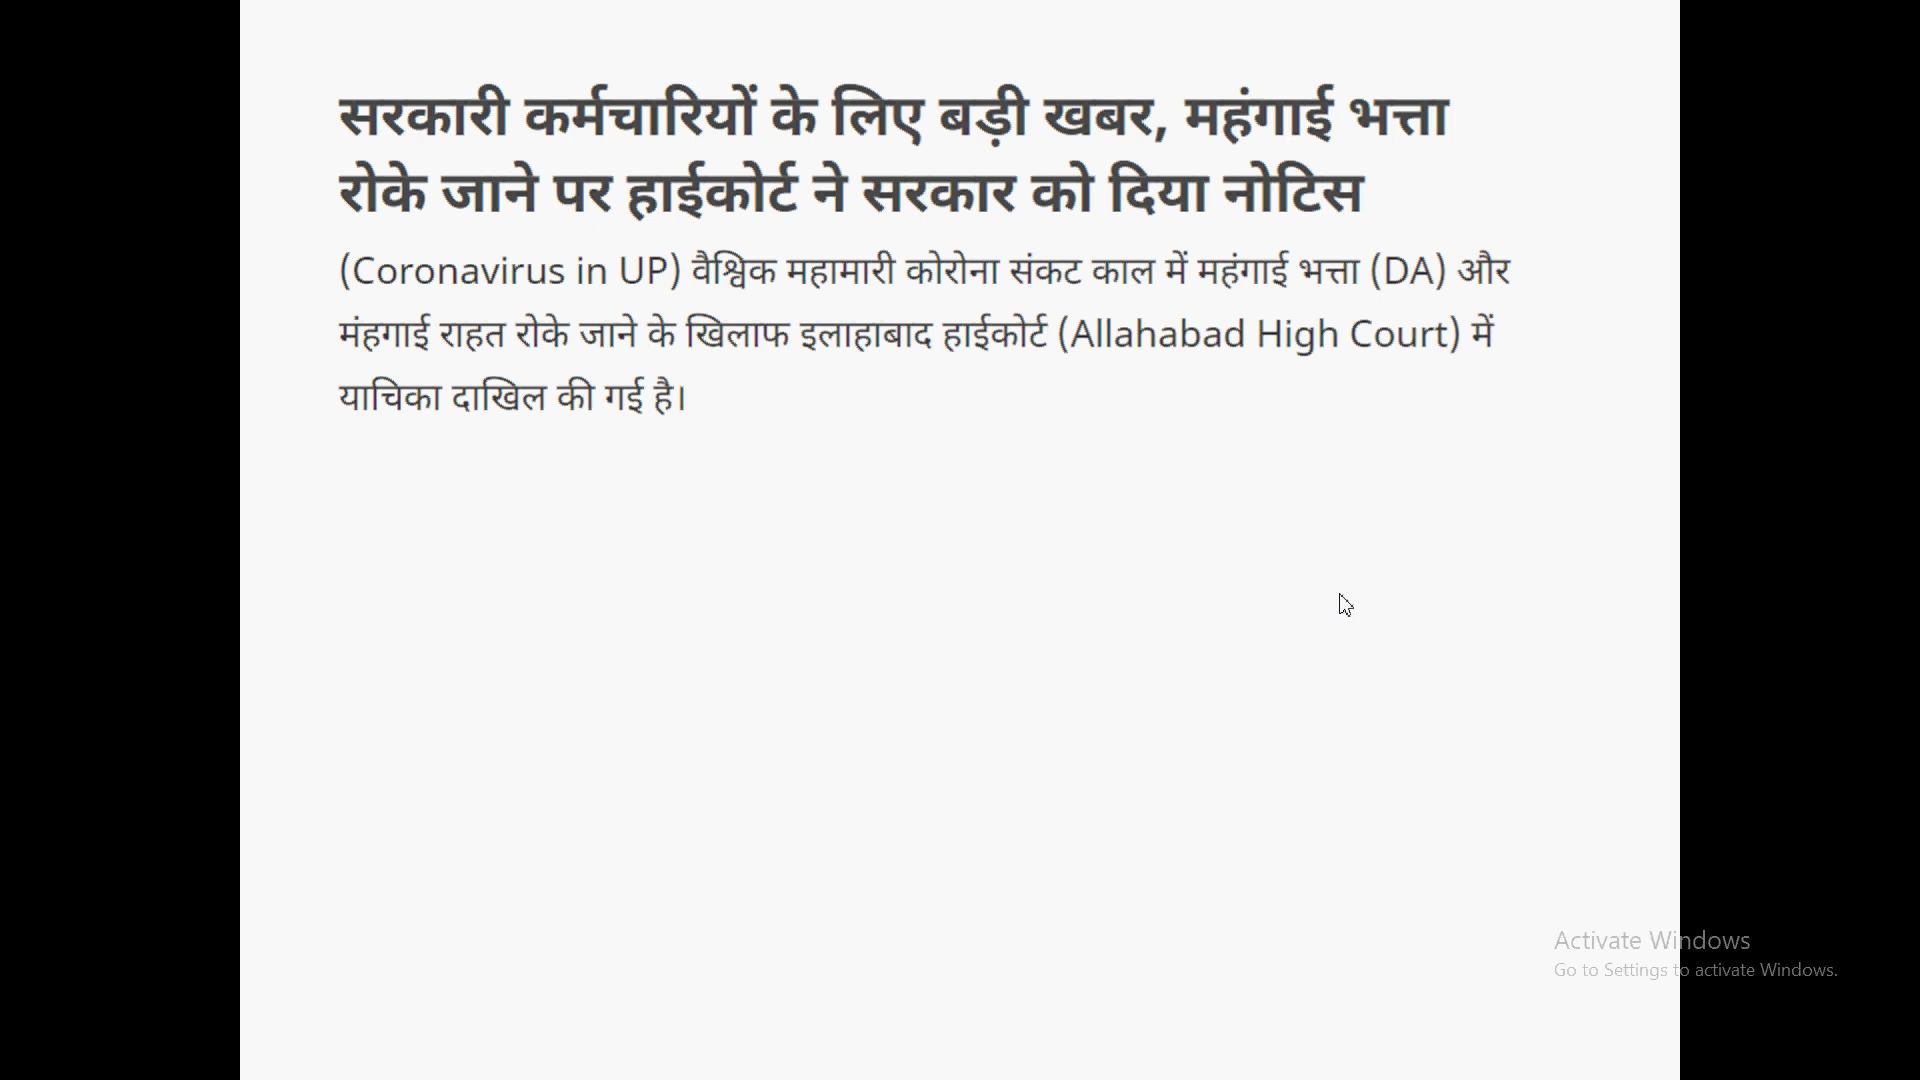 सरकारी कर्मचारियों के लिए बड़ी खबर, महंगाई भत्ता
रोके जाने पर हाईकोर्ट ने सरकार को दिया नोटिस
(Coronavirus in UP) वैश्विक महामारी कोरोना संकट काल में महंगाई भत्ता (DA) और
मंहगाई राहत रोके जाने के खिलाफ इलाहाबाद हाईकोर्ट (Allahabad High Court) में
याचिका दाखिल की गई है।
Activate Windows
Go to Settings to activate Windows.